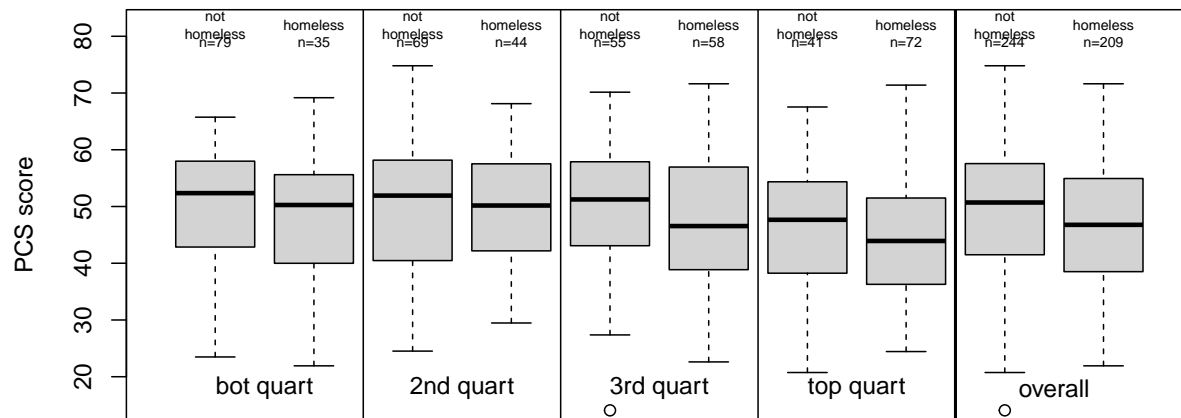 PCS score
80
70
60
50
40
30
20
not
homeless
n=79
homeless
n=35
not
homeless
n=69
homeless
n=44
not
homeless
n=55
homeless
n=58
not
homeless
n=41
homeless
n=72
not
homeless
n=244
homeless
n=209
bot quart
2nd quart
3rd quart
top quart
overall